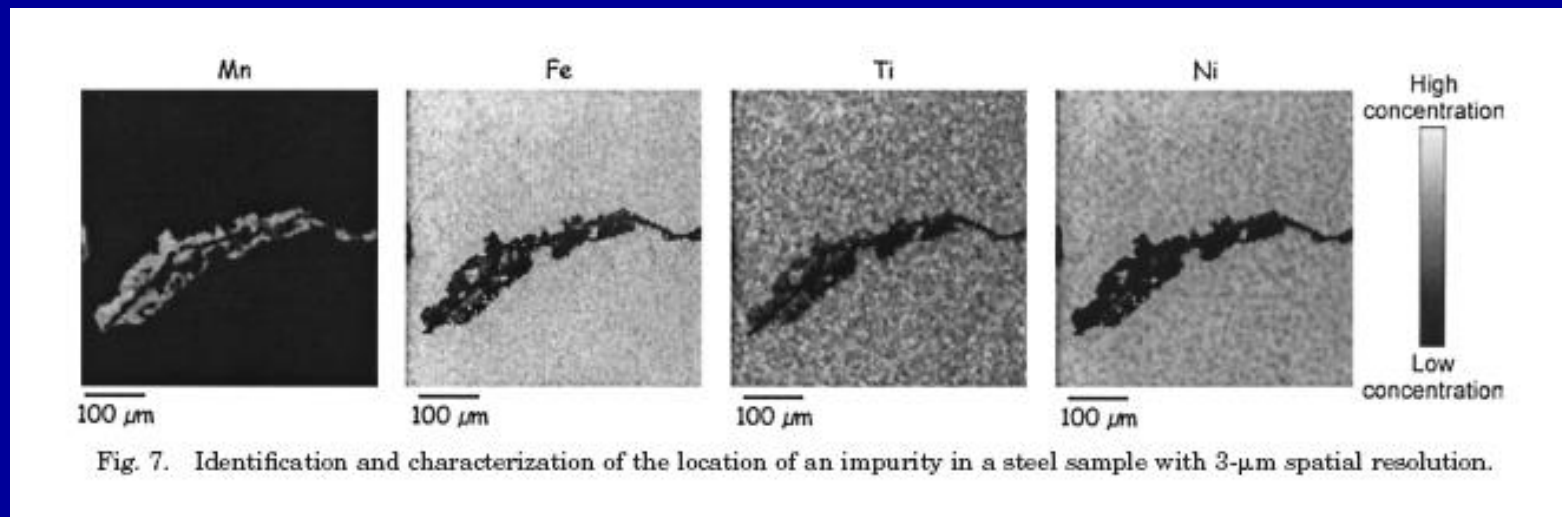 Mn Fe Ti Ni
High
concentration
Low
concentration
100 μm 100 μm 100 μm 100 μm
Fig. 7. Identification and characterization of the location of an impurity in a steel sample with 3-μm spatial resolution.